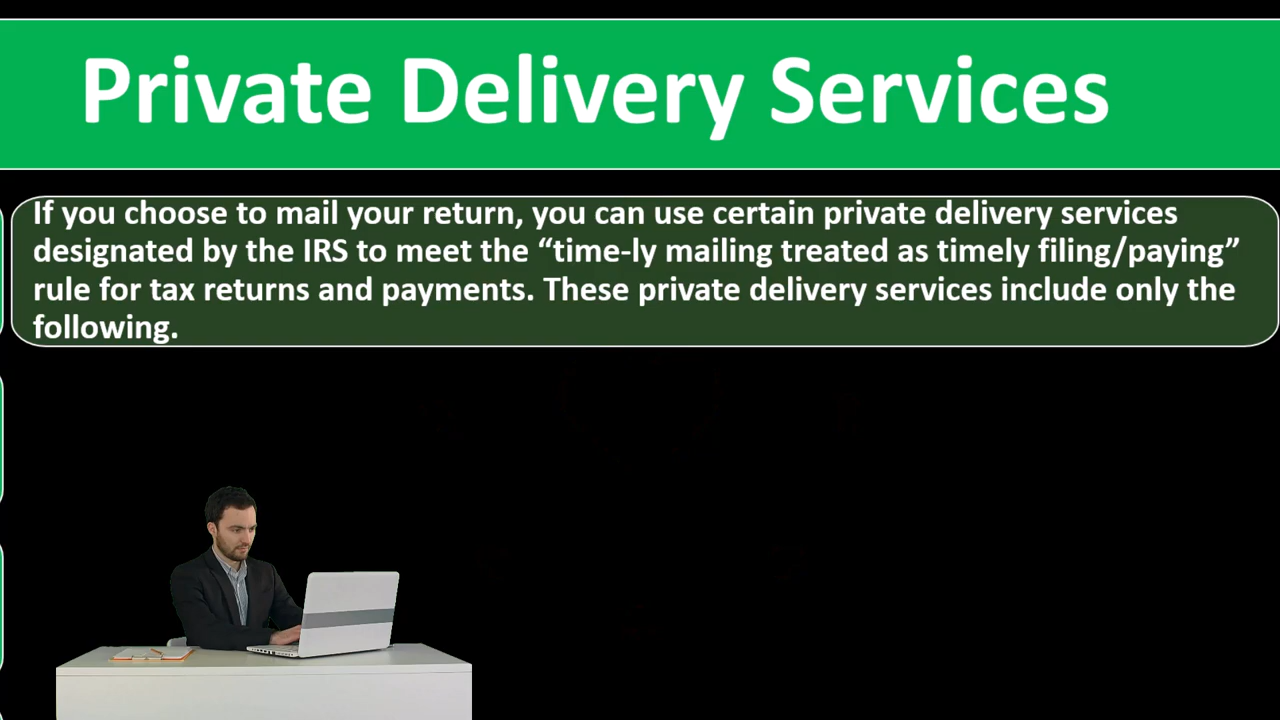 Private Delivery Services
If you choose to mail your return, you can use certain private delivery services
designated by the IRS to meet the “time-ly mailing treated as timely filing/paying”
rule for tax returns and payments. These private delivery services include only the
following.